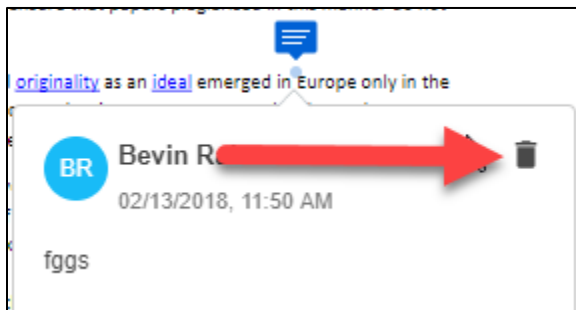 originality as an ideal emerged in Europe only in the
BR
Bevin
02/13/2018, 11:50 AM
fggs